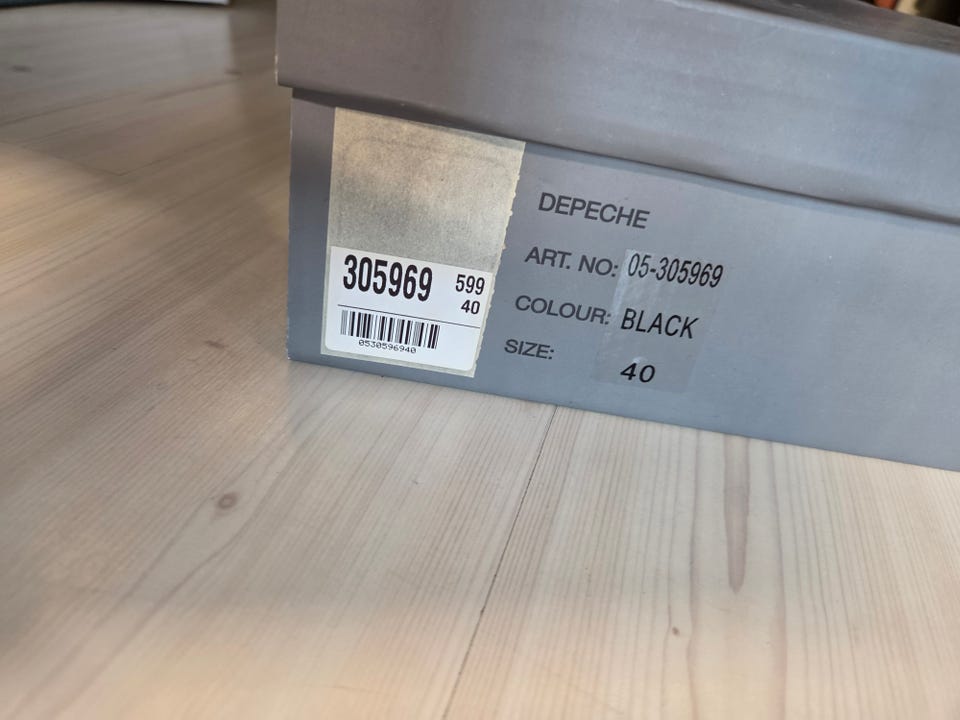 305969 599
40
0530596940
DEPECHE
ART. NO: 05-305969
COLOUR: BLACK
SIZE: 40